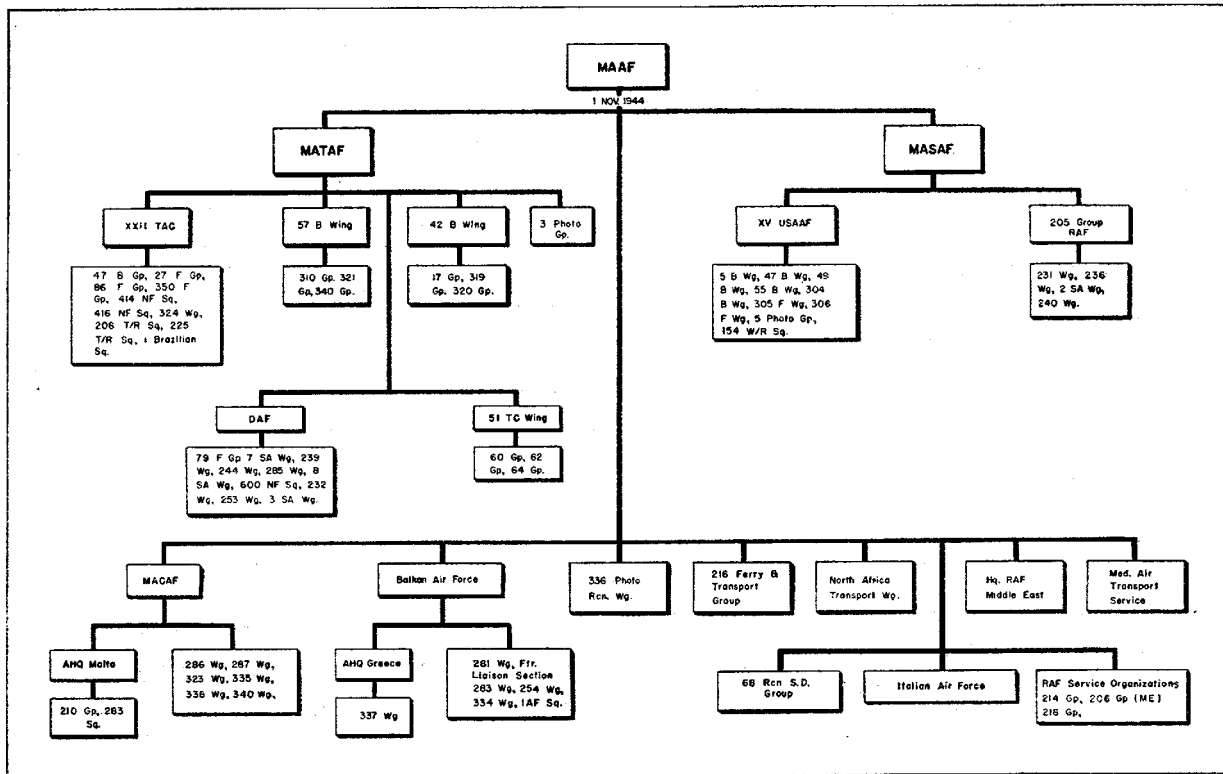 MAAF
1 NOV. 1944
MATAF
MASAF
XXII TAC
57 B Wing
42 B Wing
3 Photo
Gp.
XV USAAF
205 Group
RAF
47 B Gp, 27 F Gp,
86 F Gp, 350 F
Gp, 414 NF Sq,
416 NF Sq, 324 Wg,
208 T/R Sq, 225
T/R Sq, 1 Brazilian
Sq.
310 Gp. 321
Gp, 340 Gp.
17 Gp, 319
Gp. 320 Gp.
5 B Wg, 47 B Wg, 49
B Wg, 55 B Wg, 304
B Wg, 305 F Wg, 306
F Wg, 5 Photo Gp,
154 W/R Sq.
231 Wg, 236
Wg, 2 SA Wg,
240 Wg.
DAF
51 TC Wing
79 F Gp 7 SA Wg, 239
Wg, 244 Wg, 285 Wg, 8
SA Wg, 600 NF Sq, 232
Wg, 253 Wg, 3 SA Wg.
60 Gp, 62
Gp, 64 Gp.
MACAF
Balkan Air Force
336 Photo
Rcn. Wg.
216 Ferry &
Transport
Group
North Africa
Transport Wg.
Hq. RAF
Middle East
Med. Air
Transport
Service
AHQ Malta
286 Wg, 287 Wg,
323 Wg, 335 Wg,
338 Wg, 340 Wg,
AHQ Greece
281 Wg, Ftr.
Liaison Section
283 Wg, 254 Wg,
334 Wg, 1AF Sq.
68 Rcn S.D.
Group
Italian Air Force
RAF Service Organizations
214 Gp, 206 Gp (ME)
218 Gp,
210 Gp, 283
Sq.
337 Wg